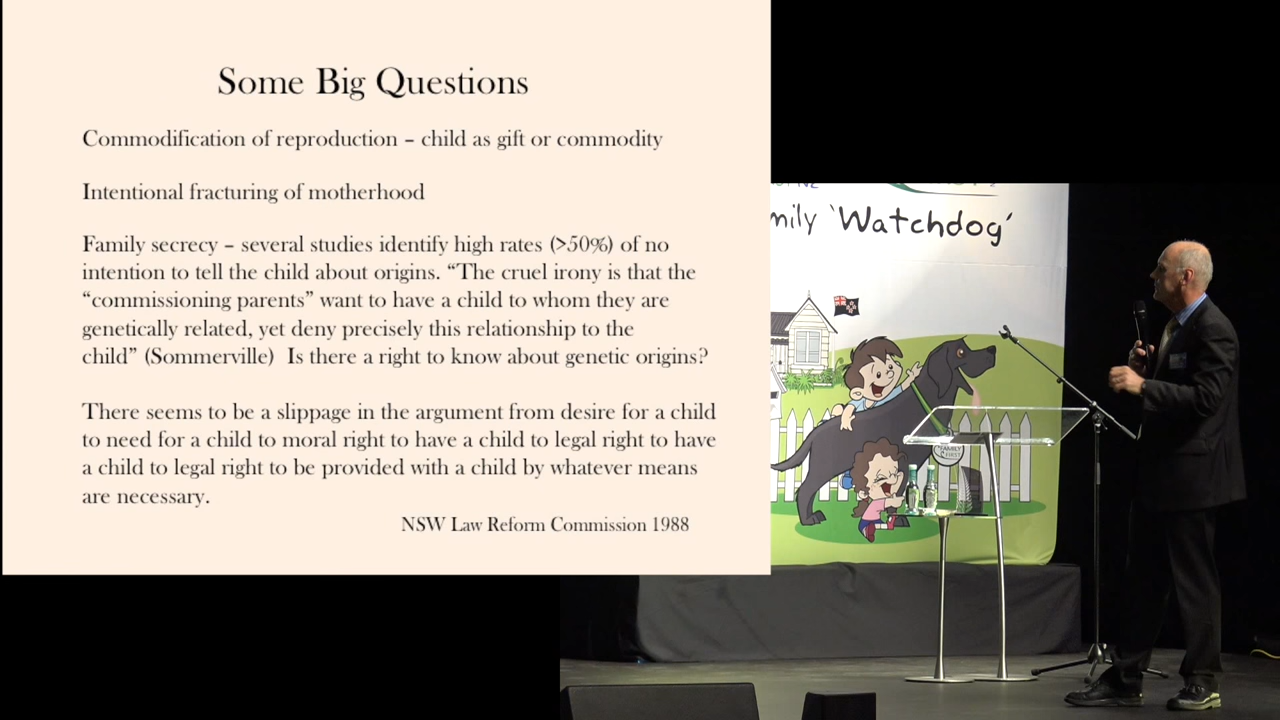 Some Big Questions
Commodification of reproduction – child as gift or commodity
Intentional fracturing of motherhood
Family secrecy – several studies identify high rates (>50%) of no
intention to tell the child about origins. “The cruel irony is that the
“commissioning parents” want to have a child to whom they are
genetically related, yet deny precisely this relationship to the
child” (Sommerville) Is there a right to know about genetic origins?
There seems to be a slippage in the argument from desire for a child
to need for a child to moral right to have a child to legal right to have
a child to legal right to be provided with a child by whatever means
are necessary.
NSW Law Reform Commission 1988
‘Watchdog’
FAMILY
FIRST